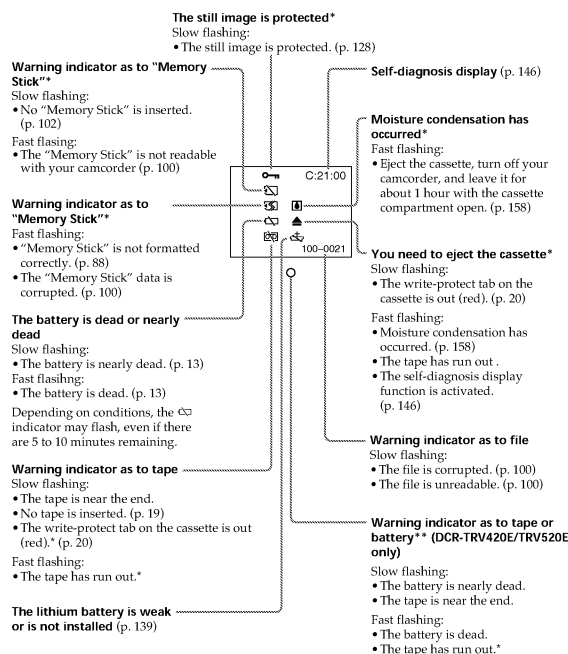 The still image is protected*
Slow flashing:
• The still image is protected. (p. 128)
Warning indicator as to “Memory
Stick”*
Slow flashing:
• No “Memory Stick” is inserted.
(p. 102)
Fast flasing:
• The “Memory Stick” is not readable
with your camcorder (p. 100)
Warning indicator as to
“Memory Stick”*
Fast flashing:
• “Memory Stick” is not formatted
correctly. (p. 88)
• The “Memory Stick” data is
corrupted. (p. 100)
The battery is dead or nearly
dead
Slow flashing:
• The battery is nearly dead. (p. 13)
Fast flasihng:
• The battery is dead. (p. 13)
Depending on conditions, the
indicator may flash, even if there
are 5 to 10 minutes remaining.
Warning indicator as to tape
Slow flashing:
• The tape is near the end.
• No tape is inserted. (p. 19)
• The write-protect tab on the cassette is out
(red).* (p. 20)
Fast flashing:
• The tape has run out.*
The lithium battery is weak
or is not installed (p. 139)
C:21:00
100–0021
Self-diagnosis display (p. 146)
Moisture condensation has
occurred*
Fast flashing:
• Eject the cassette, turn off your
camcorder, and leave it for
about 1 hour with the cassette
compartment open. (p. 158)
You need to eject the cassette*
Slow flashing:
• The write-protect tab on the
cassette is out (red). (p. 20)
Fast flashing:
• Moisture condensation has
occurred. (p. 158)
• The tape has run out .
• The self-diagnosis display
function is activated.
(p. 146)
Warning indicator as to file
Slow flashing:
• The file is corrupted. (p. 100)
• The file is unreadable. (p. 100)
Warning indicator as to tape or
battery** (DCR-TRV420E/TRV520E
only)
Slow flashing:
• The battery is nearly dead.
• The tape is near the end.
Fast flashing:
• The battery is dead.
• The tape has run out.*